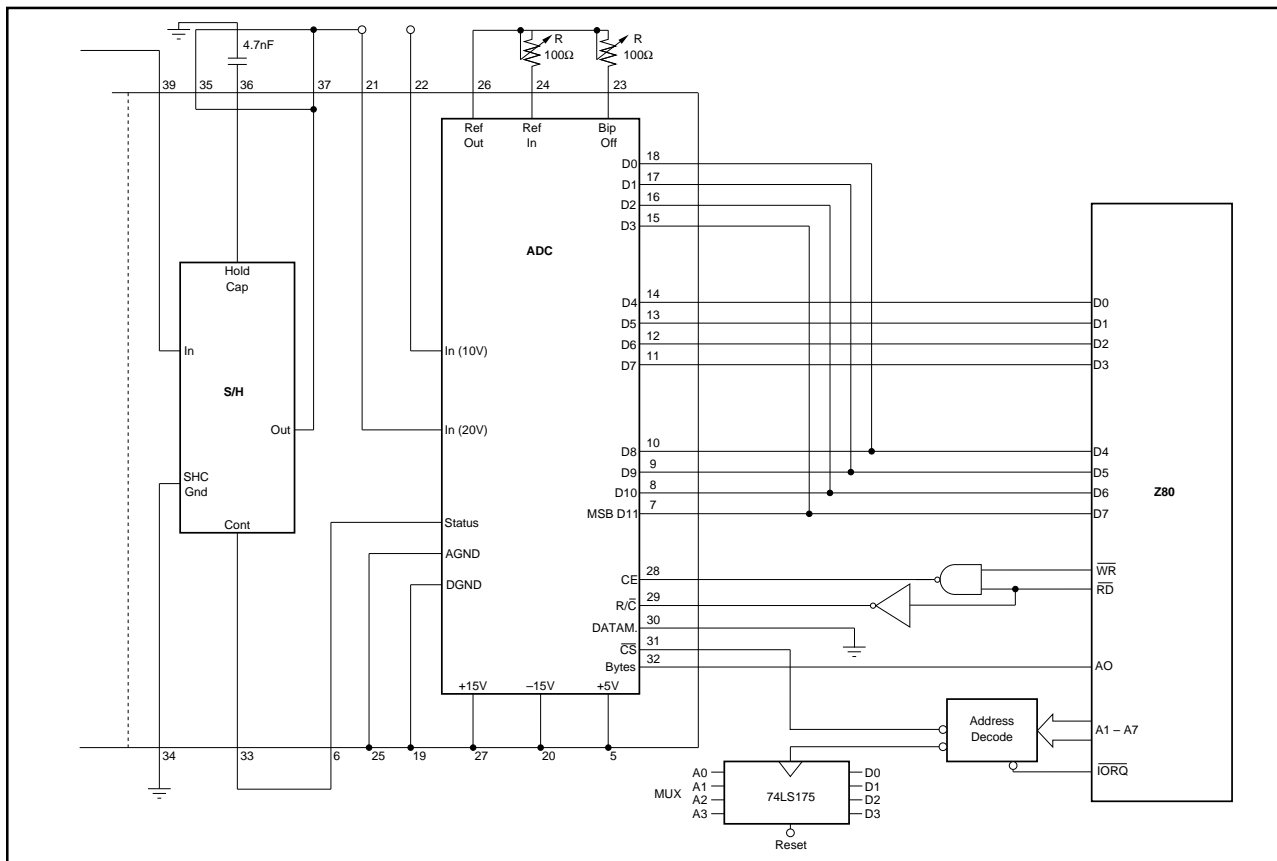 4.7nF
R
100Ω
R
100Ω
39 35 36 37 21 22 26 24 23
Ref Out
Ref In
Bip Off
D0 18
D1 17
D2 16
D3 15
ADC
Hold Cap
D4 14 D0
D5 13 D1
D6 12 D2
D7 11 D3
In
In (10V)
S/H
Out
In (20V)
D8 10 D4
D9 9 D5
D10 8 D6
MSB D11 7 D7
Z80
SHC Gnd
Cont
Status
AGND
DGND
CE 28 WR
R/C 29 RD
DATAM. 30
CS 31
Bytes 32 AO
+15V –15V +5V
Address Decode
A1 – A7
IORQ
34 33 6 25 19 27 20 5
MUX
A0 D0
A1 D1
A2 D2
A3 D3
74LS175
Reset